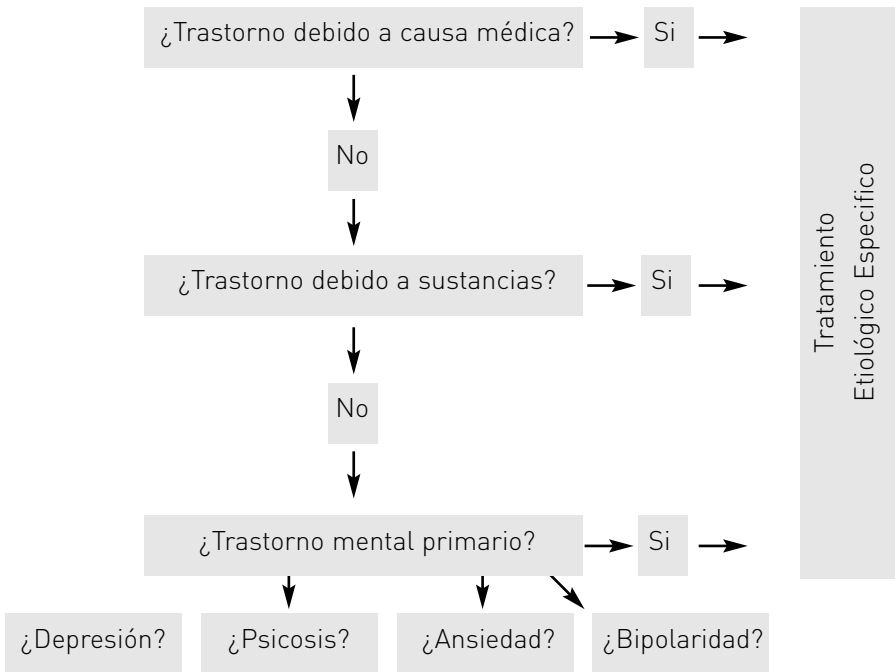 ¿Trastorno debido a causa médica?
Si
No
¿Trastorno debido a sustancias?
Si
No
¿Trastorno mental primario?
Si
¿Depresión?
¿Psicosis?
¿Ansiedad?
¿Bipolaridad?
Tratamiento
Etiológico Especifico